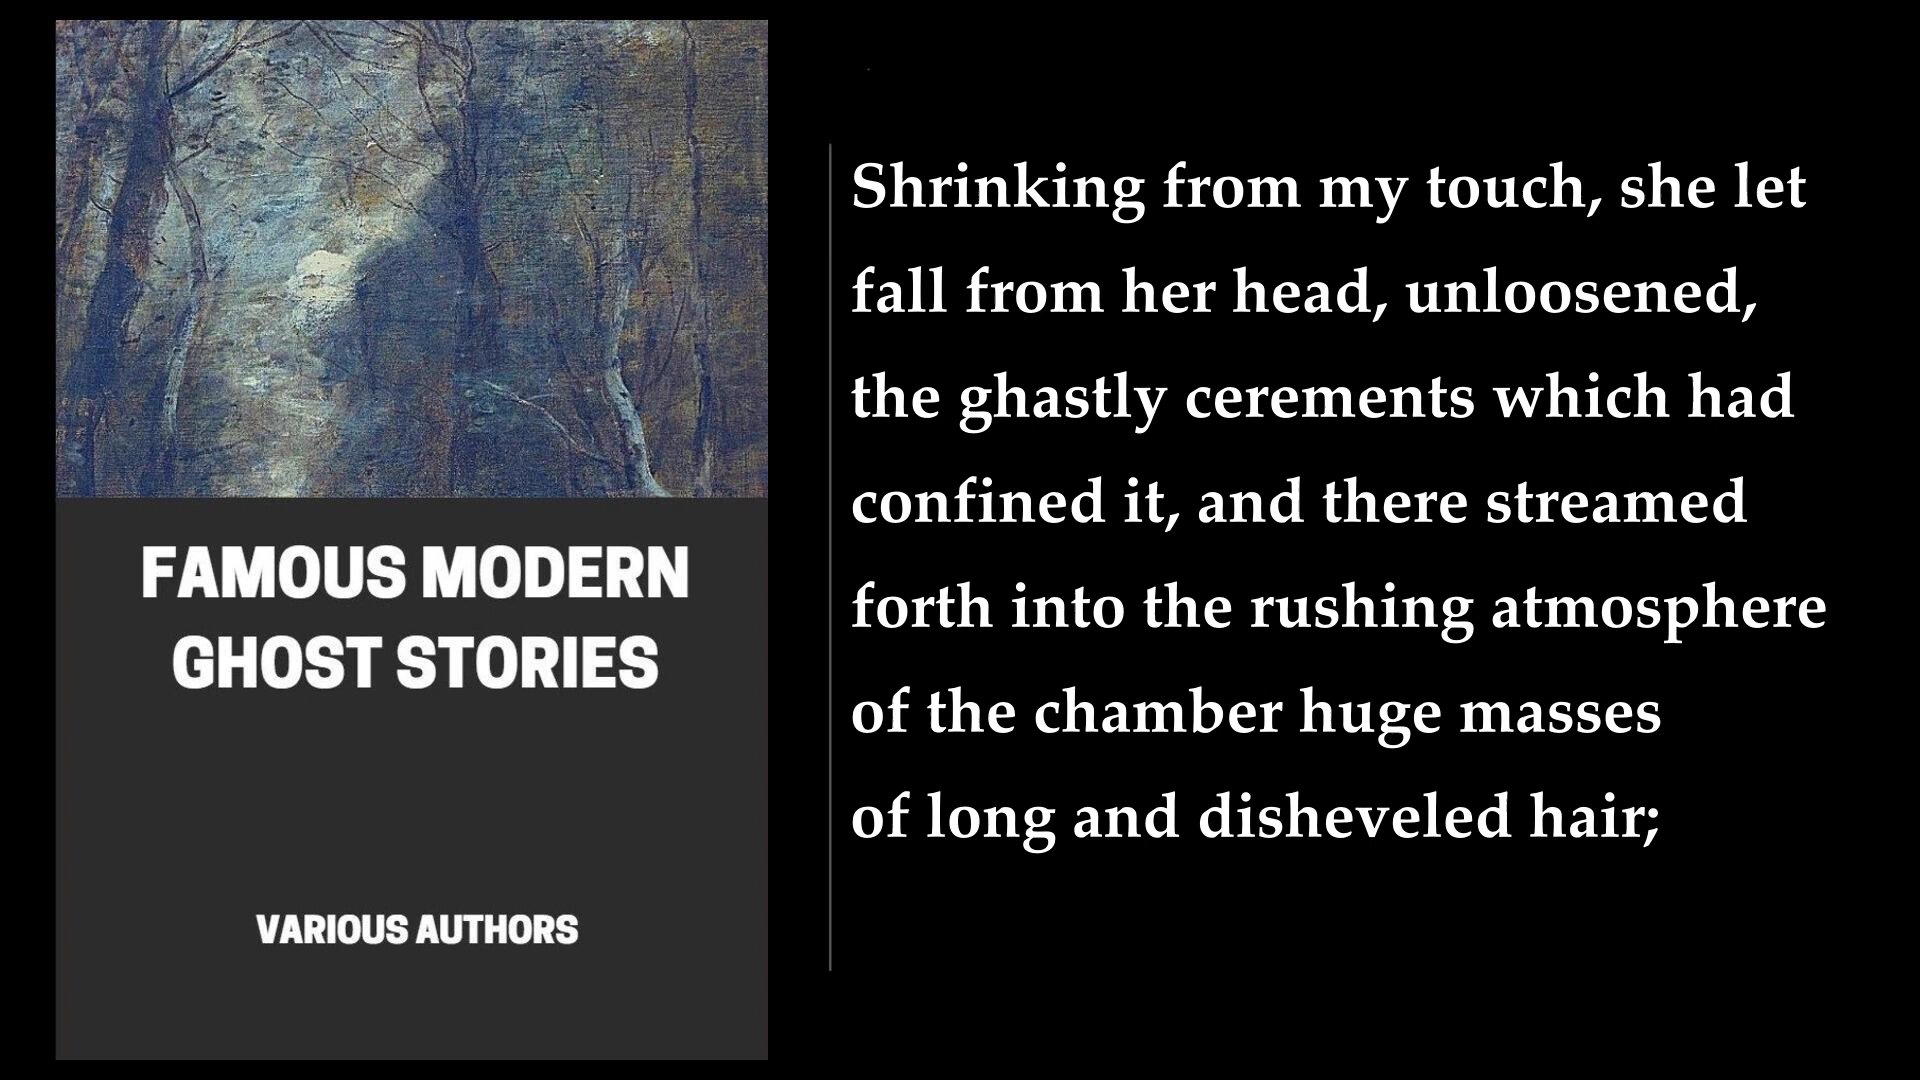 FAMOUS MODERN
GHOST STORIES
VARIOUS AUTHORS
Shrinking from my touch, she let
fall from her head, unloosened,
the ghastly cerements which had
confined it, and there streamed
forth into the rushing atmosphere
of the chamber huge masses
of long and disheveled hair;